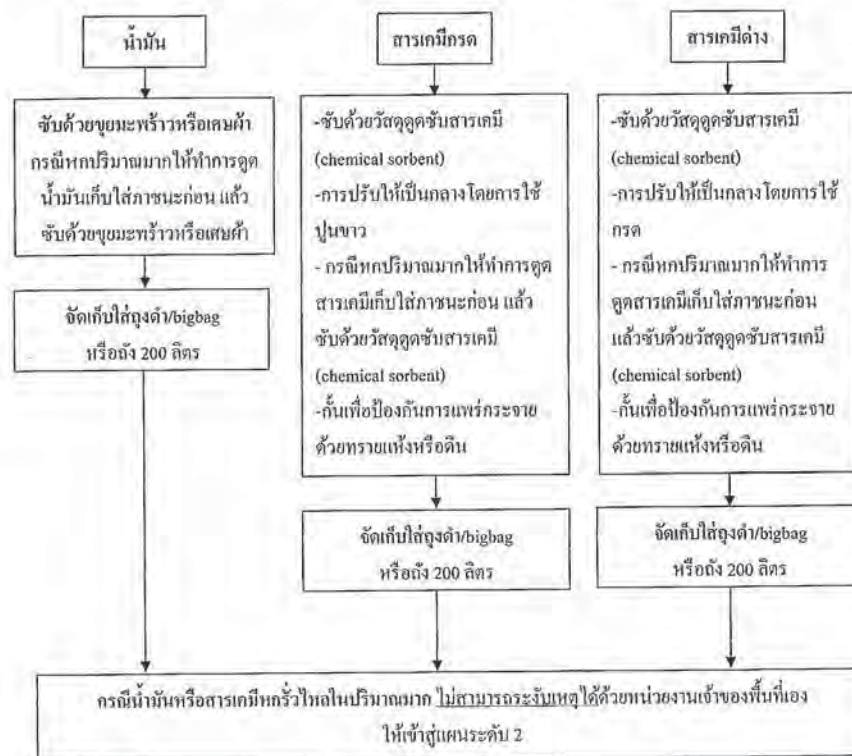 น้ำมัน
ซับด้วยขุยมะพร้าวหรือเศษผ้า
กรณีหกปริมาณมากให้ทำการดูด
น้ำมันเก็บใส่ภาชนะก่อน แล้ว
ซับด้วยขุยมะพร้าวหรือเศษผ้า
จัดเก็บใส่ถุงดำ/bigbag
หรือถัง 200 ลิตร
สารเคมีกรด
-ซับด้วยวัสดุดูดซับสารเคมี
(chemical sorbent)
-การปรับให้เป็นกลางโดยการใช้
ปูนขาว
- กรณีหกปริมาณมากให้ทำการดูด
สารเคมีเก็บใส่ภาชนะก่อน แล้ว
ซับด้วยวัสดุดูดซับสารเคมี
(chemical sorbent)
-กั้นเพื่อป้องกันการแพร่กระจาย
ด้วยทรายแห้งหรือดิน
จัดเก็บใส่ถุงดำ/bigbag
หรือถัง 200 ลิตร
สารเคมีด่าง
-ซับด้วยวัสดุดูดซับสารเคมี
(chemical sorbent)
-การปรับให้เป็นกลางโดยการใช้
กรด
- กรณีหกปริมาณมากให้ทำการ
ดูดสารเคมีเก็บใส่ภาชนะก่อน
แล้วซับด้วยวัสดุดูดซับสารเคมี
(chemical sorbent)
-กั้นเพื่อป้องกันการแพร่กระจาย
ด้วยทรายแห้งหรือดิน
จัดเก็บใส่ถุงดำ/bigbag
หรือถัง 200 ลิตร
กรณีน้ำมันหรือสารเคมีหกรั่วไหลในปริมาณมาก ไม่สามารถระงับเหตุได้ด้วยหน่วยงานเจ้าของพื้นที่เอง
ให้เข้าสู่แผนระดับ 2